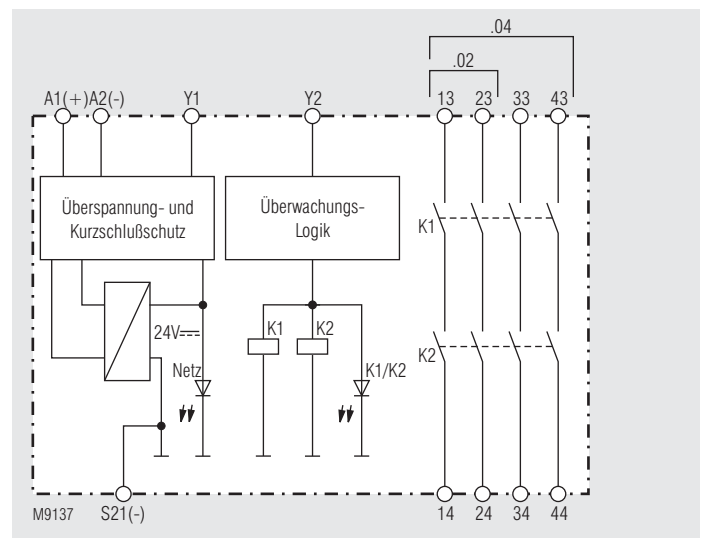 .04
.02
A1(+) A2(-) Y1 Y2 13 23 33 43
Überspannung- und
Kurzschlußschutz
Überwachungs-
Logik
K1
24V
K1 K2
K2
Netz
K1/K2
M9137 S21(-) 14 24 34 44